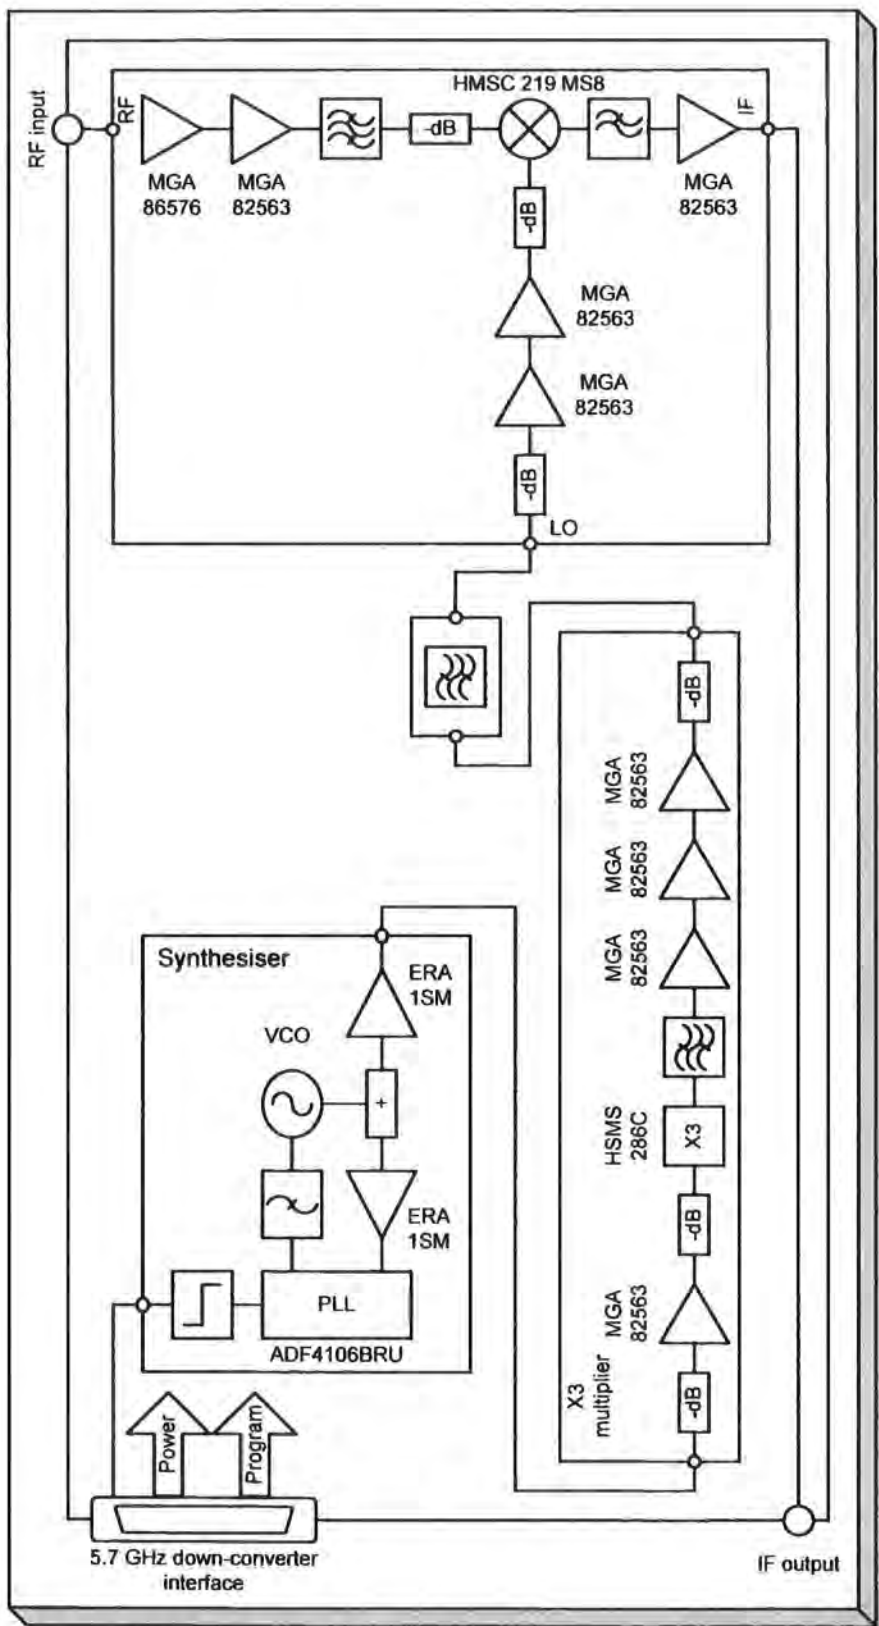 HMSC 219 MS8
RF input
RF
-dB
IF
MGA
86576
MGA
82563
MGA
82563
-dB
MGA
82563
MGA
82563
-dB
LO
-dB
MGA
82563
MGA
82563
MGA
82563
Synthesiser
ERA
1SM
VCO
+
HSMS
286C
X3
ERA
1SM
-dB
PLL
MGA
82563
ADF4106BRU
X3
multiplier
-dB
Power
Program
5.7 GHz down-converter
interface
IF output